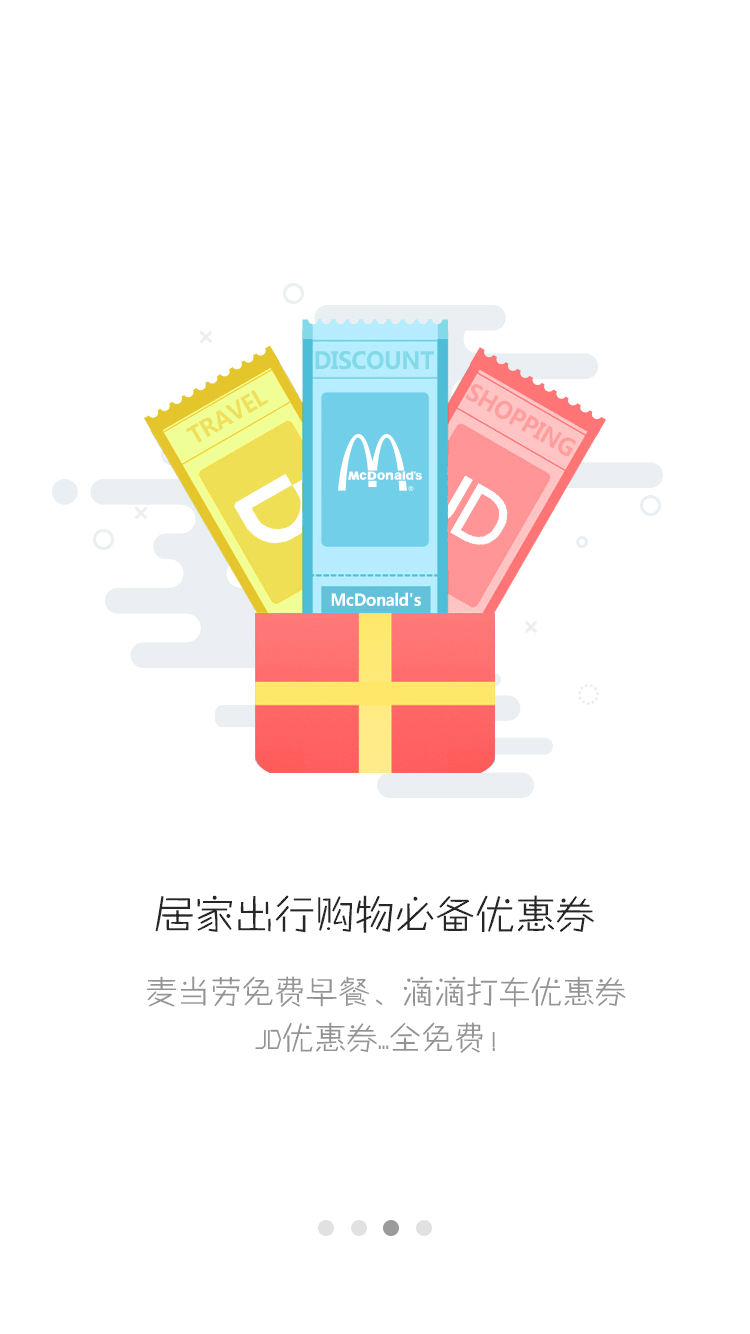 DISCOUNT
TRAVEL
SHOPPING
McDonald's
D
JD
McDonald's
居家出行购物必备优惠券
麦当劳免费早餐、滴滴打车优惠券
JD优惠券...全免费!